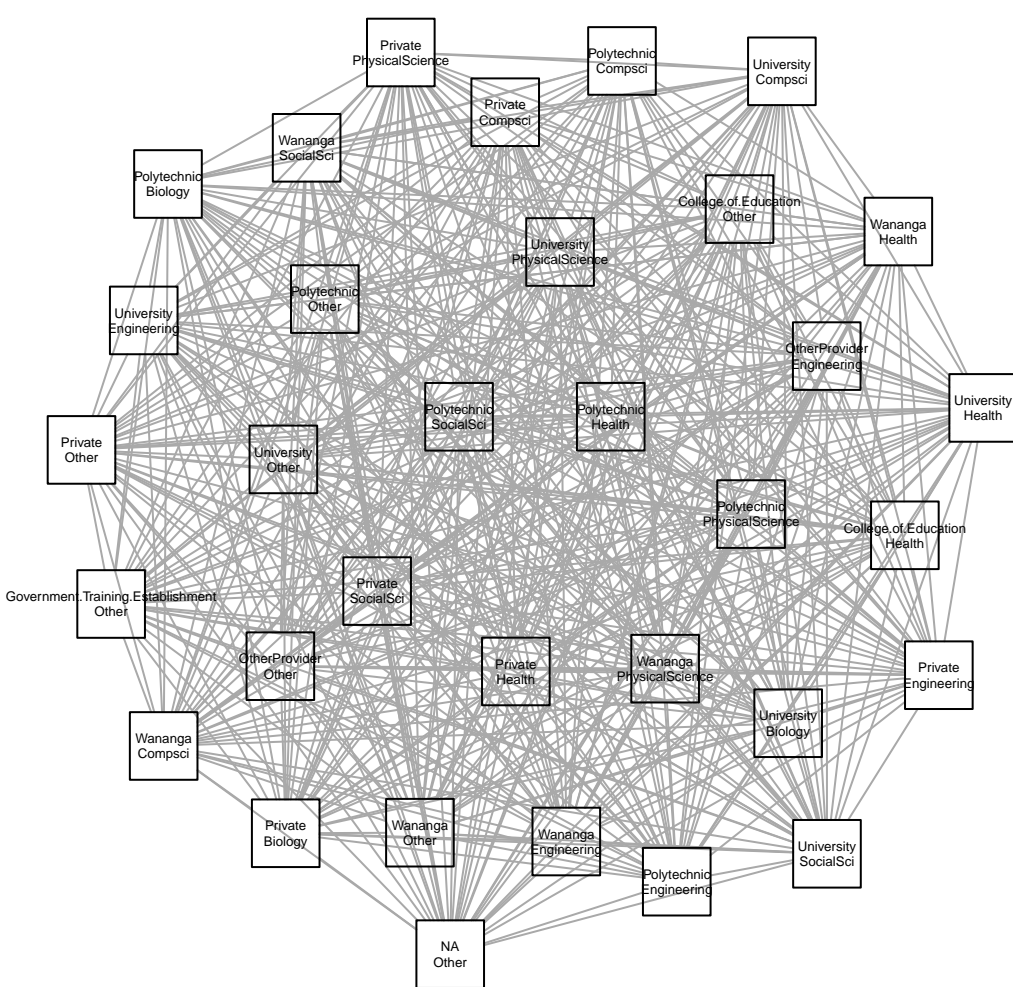 Private
PhysicalScience
Polytechnic
Compsci
University
Compsci
Private
Compsci
Wananga
SocialSci
Polytechnic
Biology
College.of.Education
Other
Wananga
Health
University
PhysicalScience
Polytechnic
Other
University
Engineering
OtherProvider
Engineering
University
Health
Polytechnic
SocialSci
Polytechnic
Health
Private
Other
University
Other
Polytechnic
PhysicalScience
College.of.Education
Health
Private
SocialSci
Government.Training.Establishment
Other
OtherProvider
Other
Private
Health
Wananga
PhysicalScience
Private
Engineering
University
Biology
Wananga
Compsci
Private
Biology
Wananga
Other
Wananga
Engineering
University
SocialSci
Polytechnic
Engineering
NA
Other